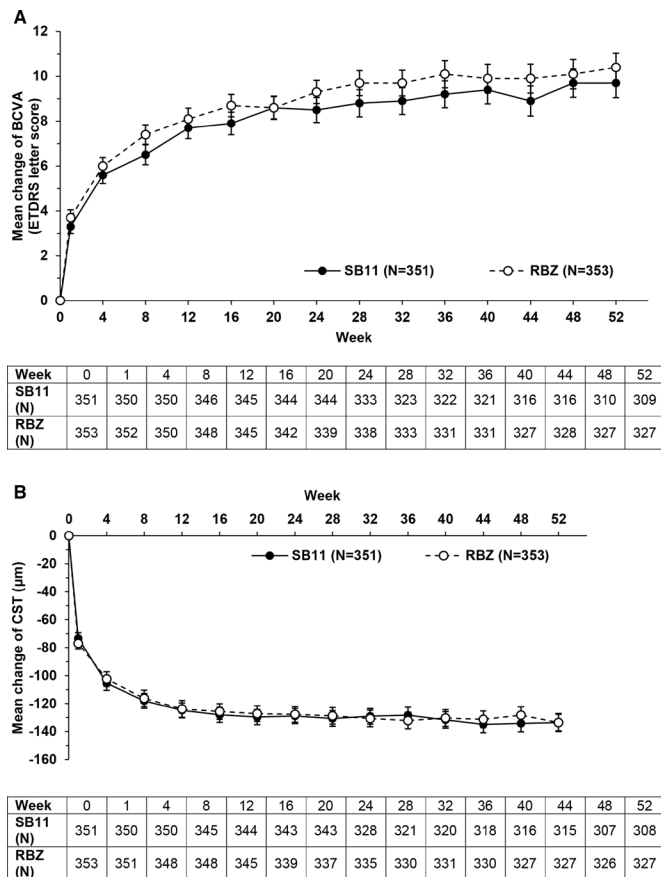 A
Mean change of BCVA
(ETDRS letter score)
12
10
8
6
4
2
0
SB11 (N=351) RBZ (N=353)
0 4 8 12 16 20 24 28 32 36 40 44 48 52
Week
Week 0 1 4 8 12 16 20 24 28 32 36 40 44 48 52
SB11 (N) 351 350 350 346 345 344 344 333 323 322 321 316 316 310 309
RBZ (N) 353 352 350 348 345 342 339 338 333 331 331 327 328 327 327
B
Week
0 4 8 12 16 20 24 28 32 36 40 44 48 52
Mean change of CST (µm)
0
-20
-40
-60
-80
-100
-120
-140
-160
SB11 (N=351) RBZ (N=353)
Week 0 1 4 8 12 16 20 24 28 32 36 40 44 48 52
SB11 (N) 351 350 350 345 344 343 343 328 321 320 318 316 315 307 308
RBZ (N) 353 351 348 348 345 339 337 335 330 331 330 327 327 326 327